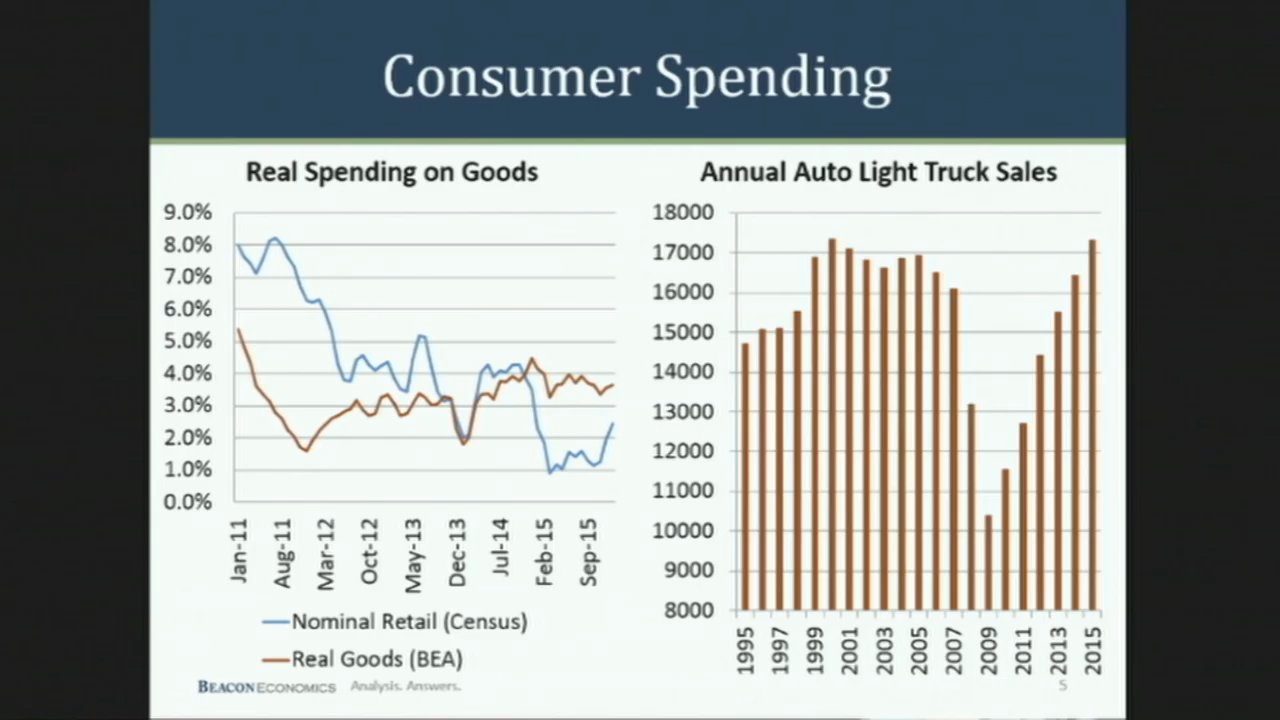 Consumer Spending
Real Spending on Goods
9.0%
8.0%
7.0%
6.0%
5.0%
4.0%
3.0%
2.0%
1.0%
0.0%
Jan-11
Aug-11
Mar-12
Oct-12
May-13
Dec-13
Jul-14
Feb-15
Sep-15
Nominal Retail (Census)
Real Goods (BEA)
Annual Auto Light Truck Sales
18000
17000
16000
15000
14000
13000
12000
11000
10000
9000
8000
1995
1997
1999
2001
2003
2005
2007
2009
2011
2013
2015
BEACONECONOMICS Analysis. Answers.
5